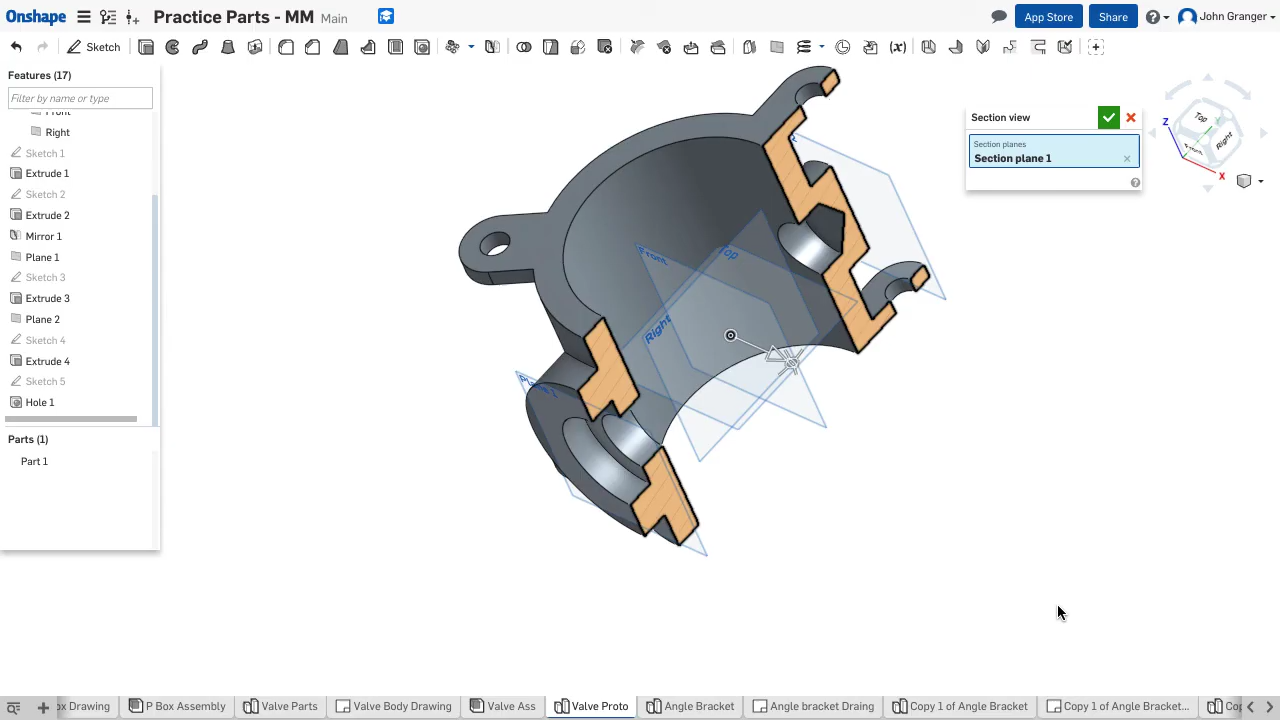 Onshape
Practice Parts - MM
Main
App Store
Share
John Granger
Sketch
(x)
Features (17)
Filter by name or type
Front
Right
Sketch 1
Extrude 1
Sketch 2
Extrude 2
Mirror 1
Plane 1
Sketch 3
Extrude 3
Plane 2
Sketch 4
Extrude 4
Sketch 5
Hole 1
Parts (1)
Part 1
Front
Top
Right
Section view
Section planes
Section plane 1
Z
Top
Front
Right
X
P Box Assembly
Valve Parts
Valve Body Drawing
Valve Ass
Valve Proto
Angle Bracket
Angle bracket Draing
Copy 1 of Angle Bracket
Copy 1 of Angle Bracket...